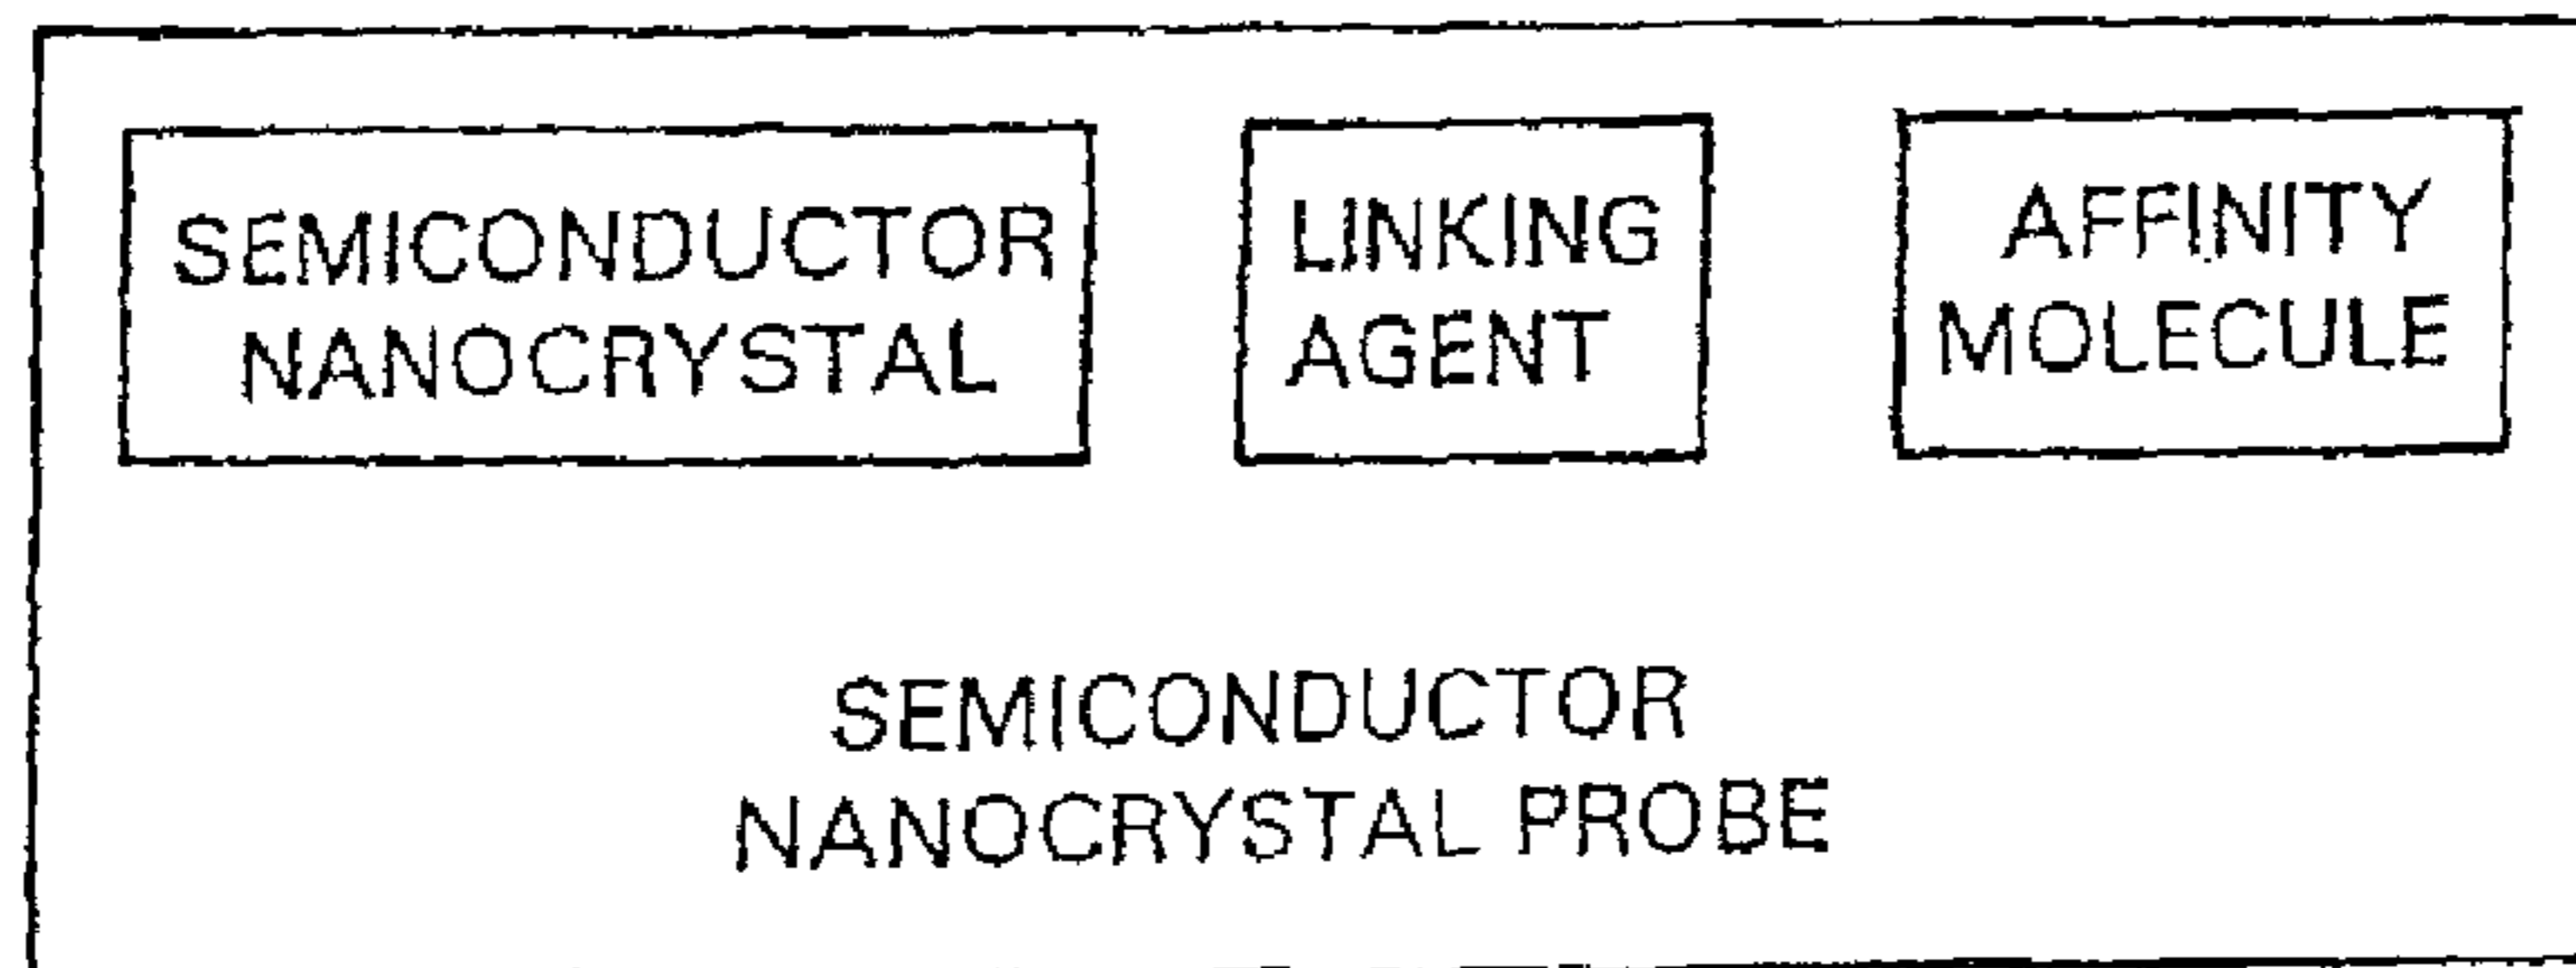 SEMICONDUCTOR
NANOCRYSTAL
LINKING
AGENT
AFFINITY
MOLECULE
SEMICONDUCTOR
NANOCRYSTAL PROBE